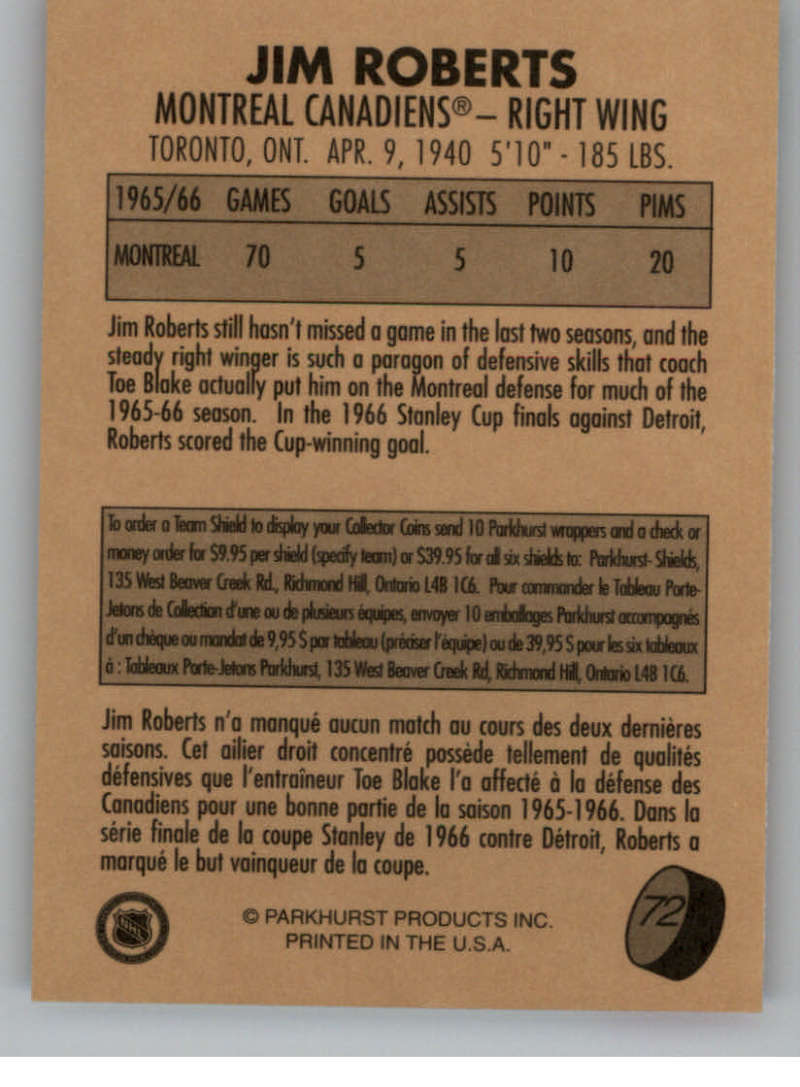 JIM ROBERTS
MONTREAL CANADIENS® – RIGHT WING
TORONTO, ONT. APR. 9, 1940 5'10" - 185 LBS.
1965/66 GAMES GOALS ASSISTS POINTS PIMS
MONTREAL 70 5 5 10 20
Jim Roberts still hasn't missed a game in the last two seasons, and the
steady right winger is such a paragon of defensive skills that coach
Toe Blake actually put him on the Montreal defense for much of the
1965-66 season. In the 1966 Stanley Cup finals against Detroit,
Roberts scored the Cup-winning goal.
To order a Team Shield to display your Collector Coins send 10 Parkhurst wrappers and a check or
money order for $9.95 per shield (specify team) or $39.95 for all six shields to: Parkhurst- Shields,
135 West Beaver Creek Rd., Richmond Hill, Ontario L4B 1C6. Pour commander le Tableau Porte-
Jetons de Collection d'une ou de plusieurs équipes, envoyer 10 emballages Parkhurst accompagnés
d'un chèque ou mandat de 9,95 $ par tableau (préciser l'équipe) ou de 39,95 $ pour les six tableaux
à : Tableaux Porte-Jetons Parkhurst, 135 West Beaver Creek Rd, Richmond Hill, Ontario L4B 1C6.
Jim Roberts n'a manqué aucun match au cours des deux dernières
saisons. Cet ailier droit concentré possède tellement de qualités
défensives que l'entraîneur Toe Blake l'a affecté à la défense des
Canadiens pour une bonne partie de la saison 1965-1966. Dans la
série finale de la coupe Stanley de 1966 contre Détroit, Roberts a
marqué le but vainqueur de la coupe.
NHL
© PARKHURST PRODUCTS INC.
PRINTED IN THE U.S.A.
72